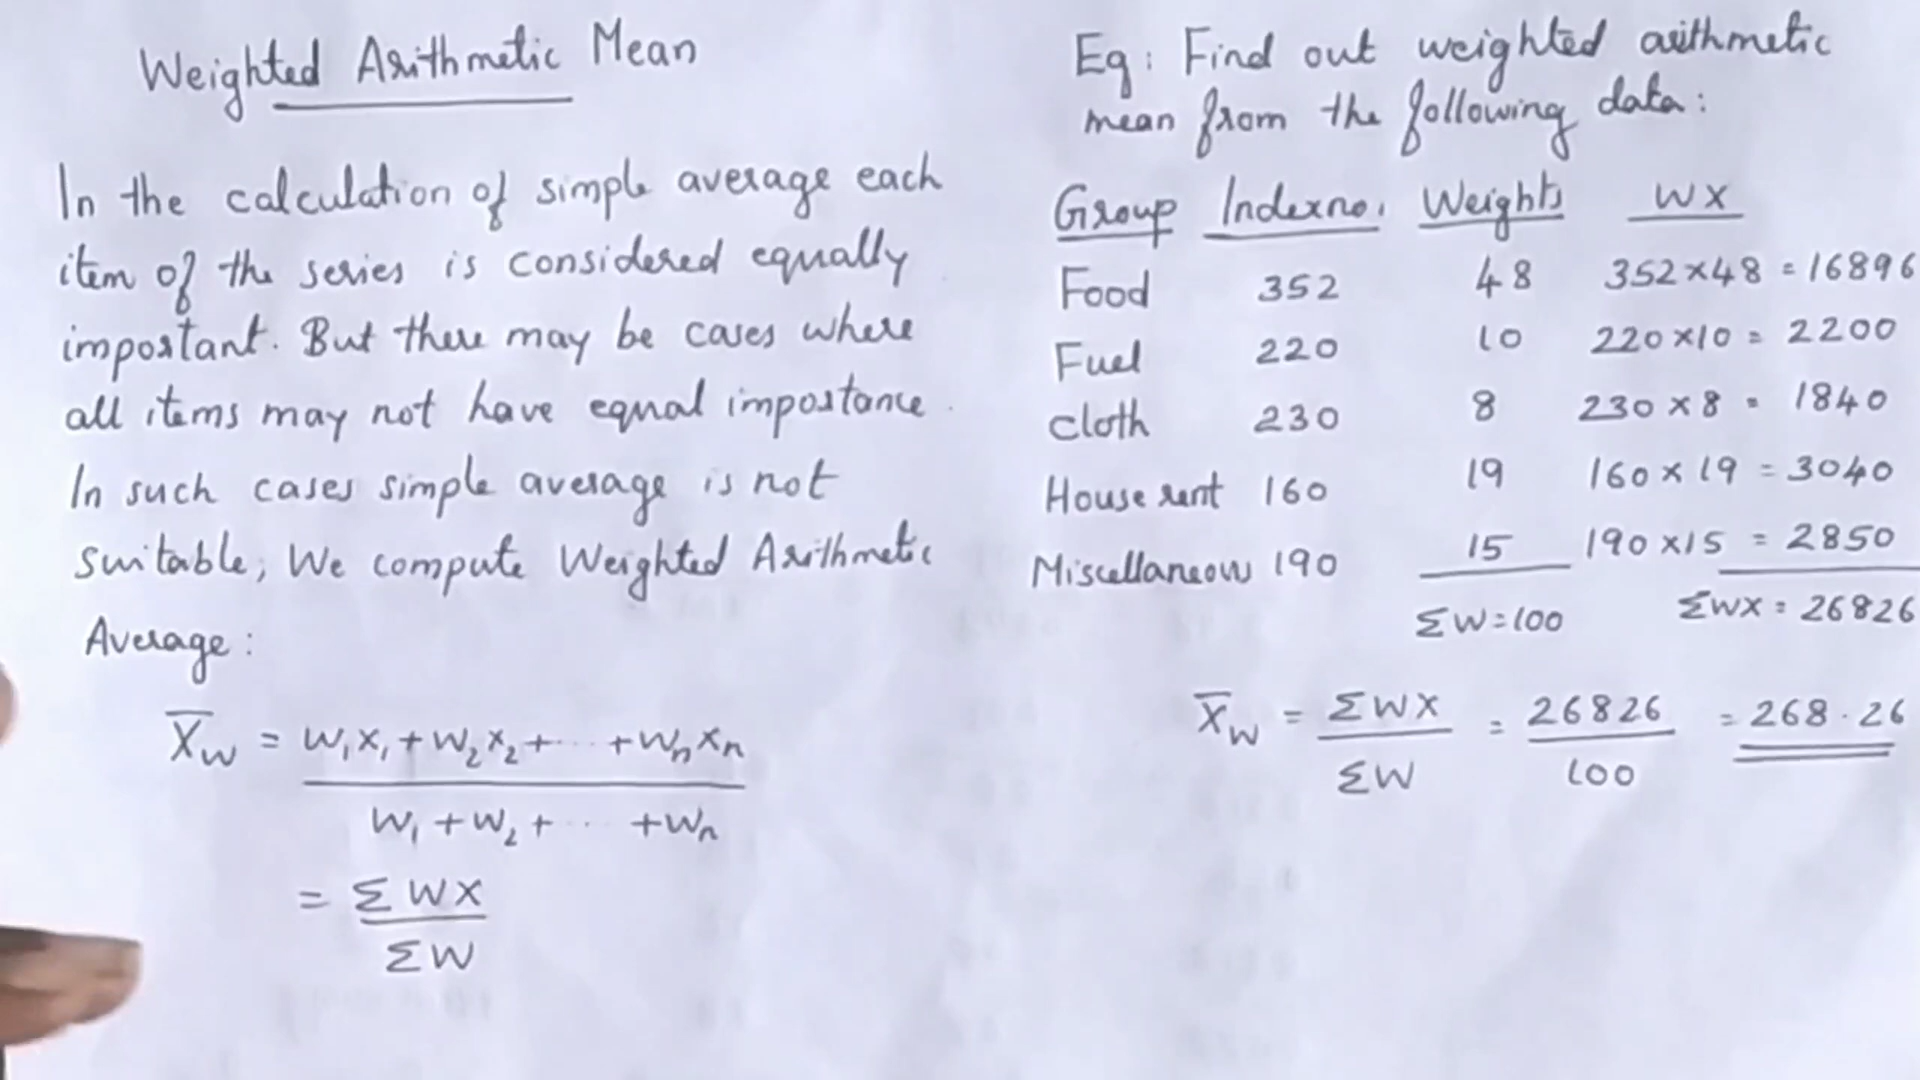 Weighted Arithmetic Mean
In the calculation of simple average each
item of the series is considered equally
important. But there may be cases where
all items may not have equal importance.
In such cases simple average is not
suitable; We compute Weighted Arithmetic
Average:
X̅w = W₁X₁+W₂X₂+...+WₙXₙ
W₁+W₂+...+Wₙ
= ΣWX
ΣW
Eg: Find out weighted arithmetic
mean from the following data:
Group Indexno. Weights WX
Food 352 48 352×48 = 16896
Fuel 220 10 220×10 = 2200
cloth 230 8 230×8 = 1840
House rent 160 19 160×19 = 3040
Miscellaneous 190 15 190×15 = 2850
ΣW=100 ΣWX = 26826
X̅w = ΣWX = 26826 = 268.26
ΣW 100